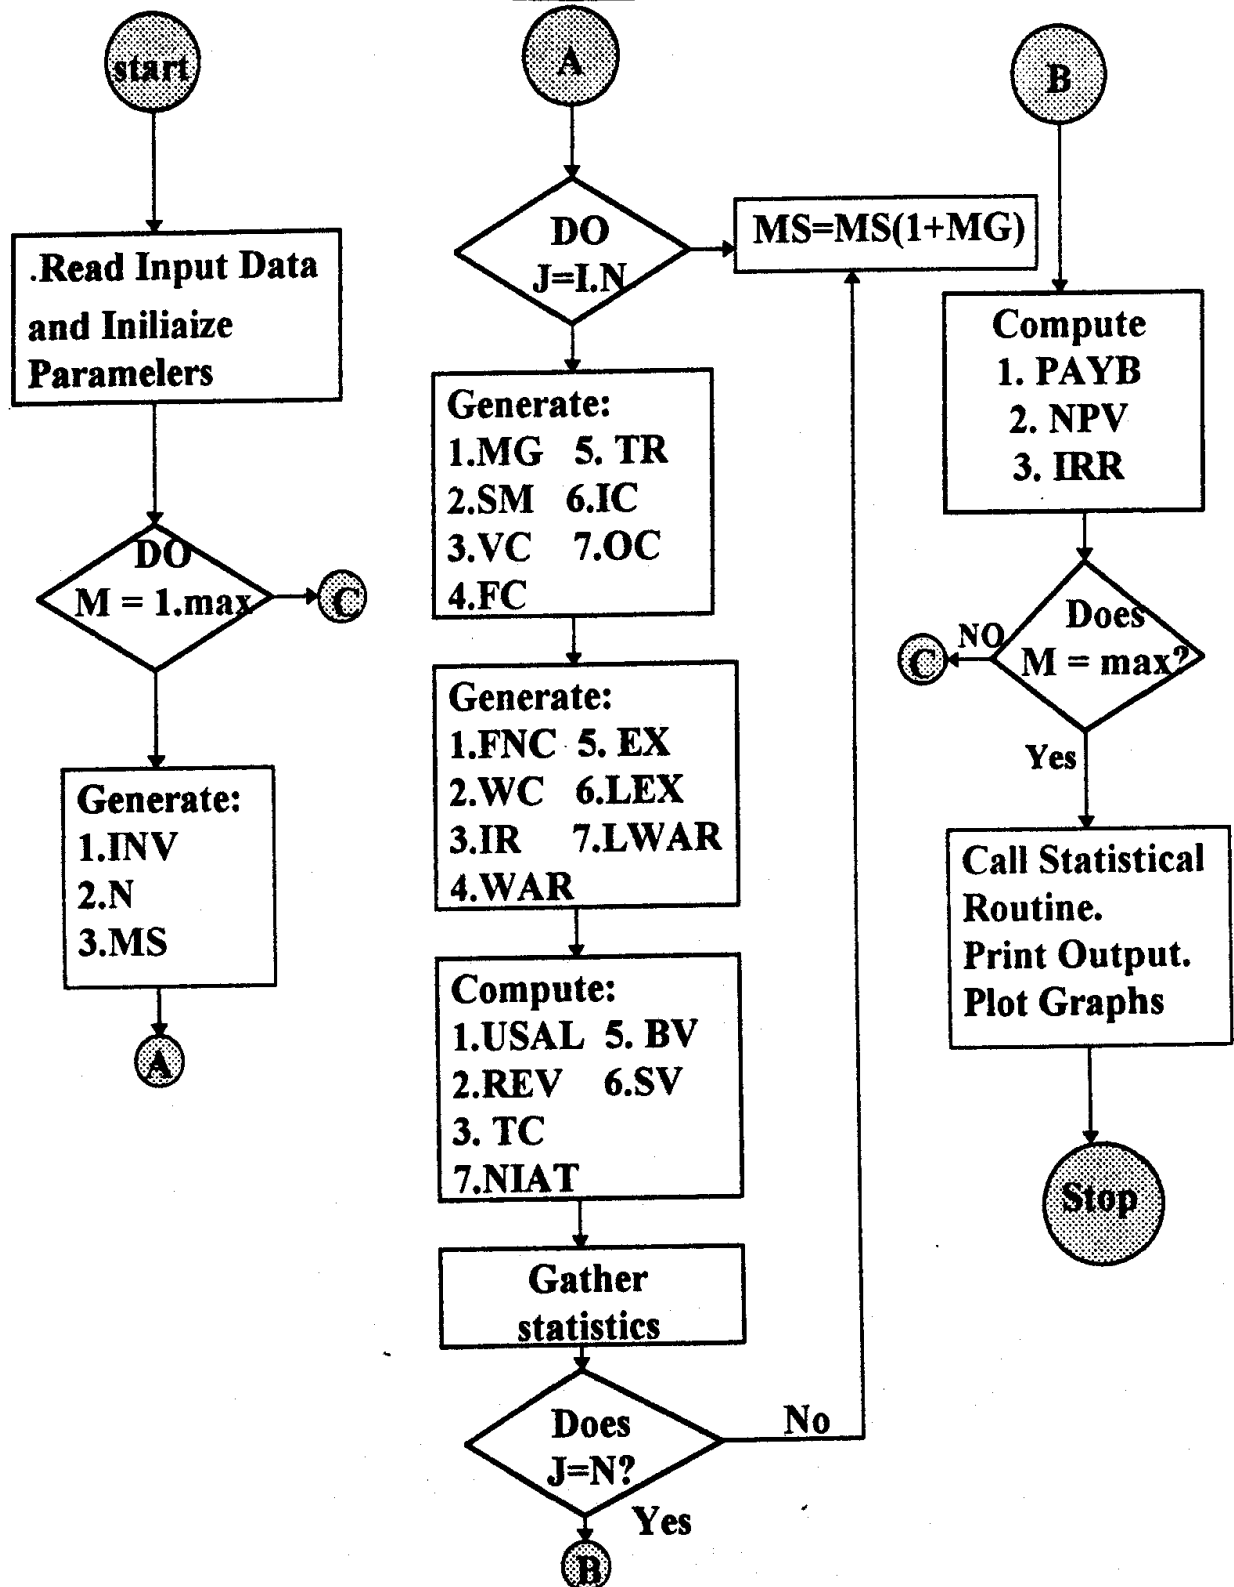 start
.Read Input Data
and Iniliaize
Paramelers
DO
M = 1.max
C
Generate:
1.INV
2.N
3.MS
A
A
DO
J=I.N
MS=MS(1+MG)
Generate:
1.MG 5. TR
2.SM 6.IC
3.VC 7.OC
4.FC
Generate:
1.FNC 5. EX
2.WC 6.LEX
3.IR 7.LWAR
4.WAR
Compute:
1.USAL 5. BV
2.REV 6.SV
3. TC
7.NIAT
Gather
statistics
Does
J=N?
No
Yes
B
B
Compute
1. PAYB
2. NPV
3. IRR
Does
M = max?
NO
C
Yes
Call Statistical
Routine.
Print Output.
Plot Graphs
Stop